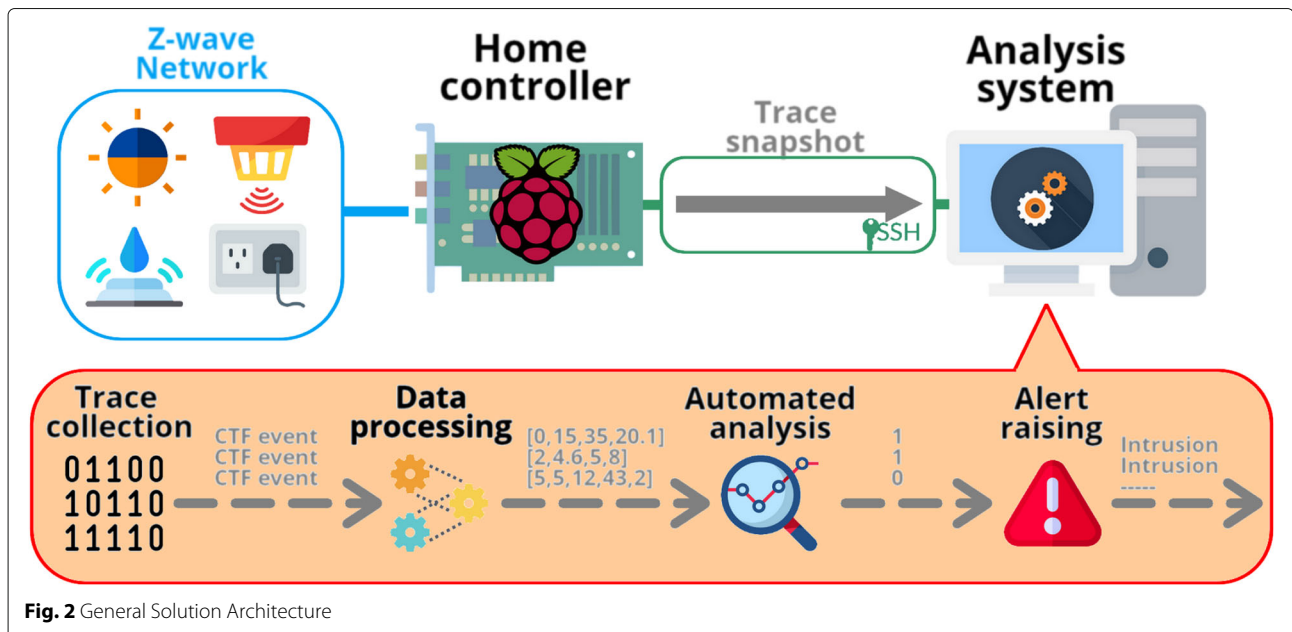 Z-wave
Network
Home
controller
Trace
snapshot
SSH
Analysis
system
Trace
collection
01100
10110
11110
CTF event
CTF event
CTF event
Data
processing
[0,15,35,20.1]
[2,4.6,5,8]
[5,5,12,43,2]
Automated
analysis
1
1
0
Alert
raising
Intrusion
Intrusion
-----
Fig. 2 General Solution Architecture